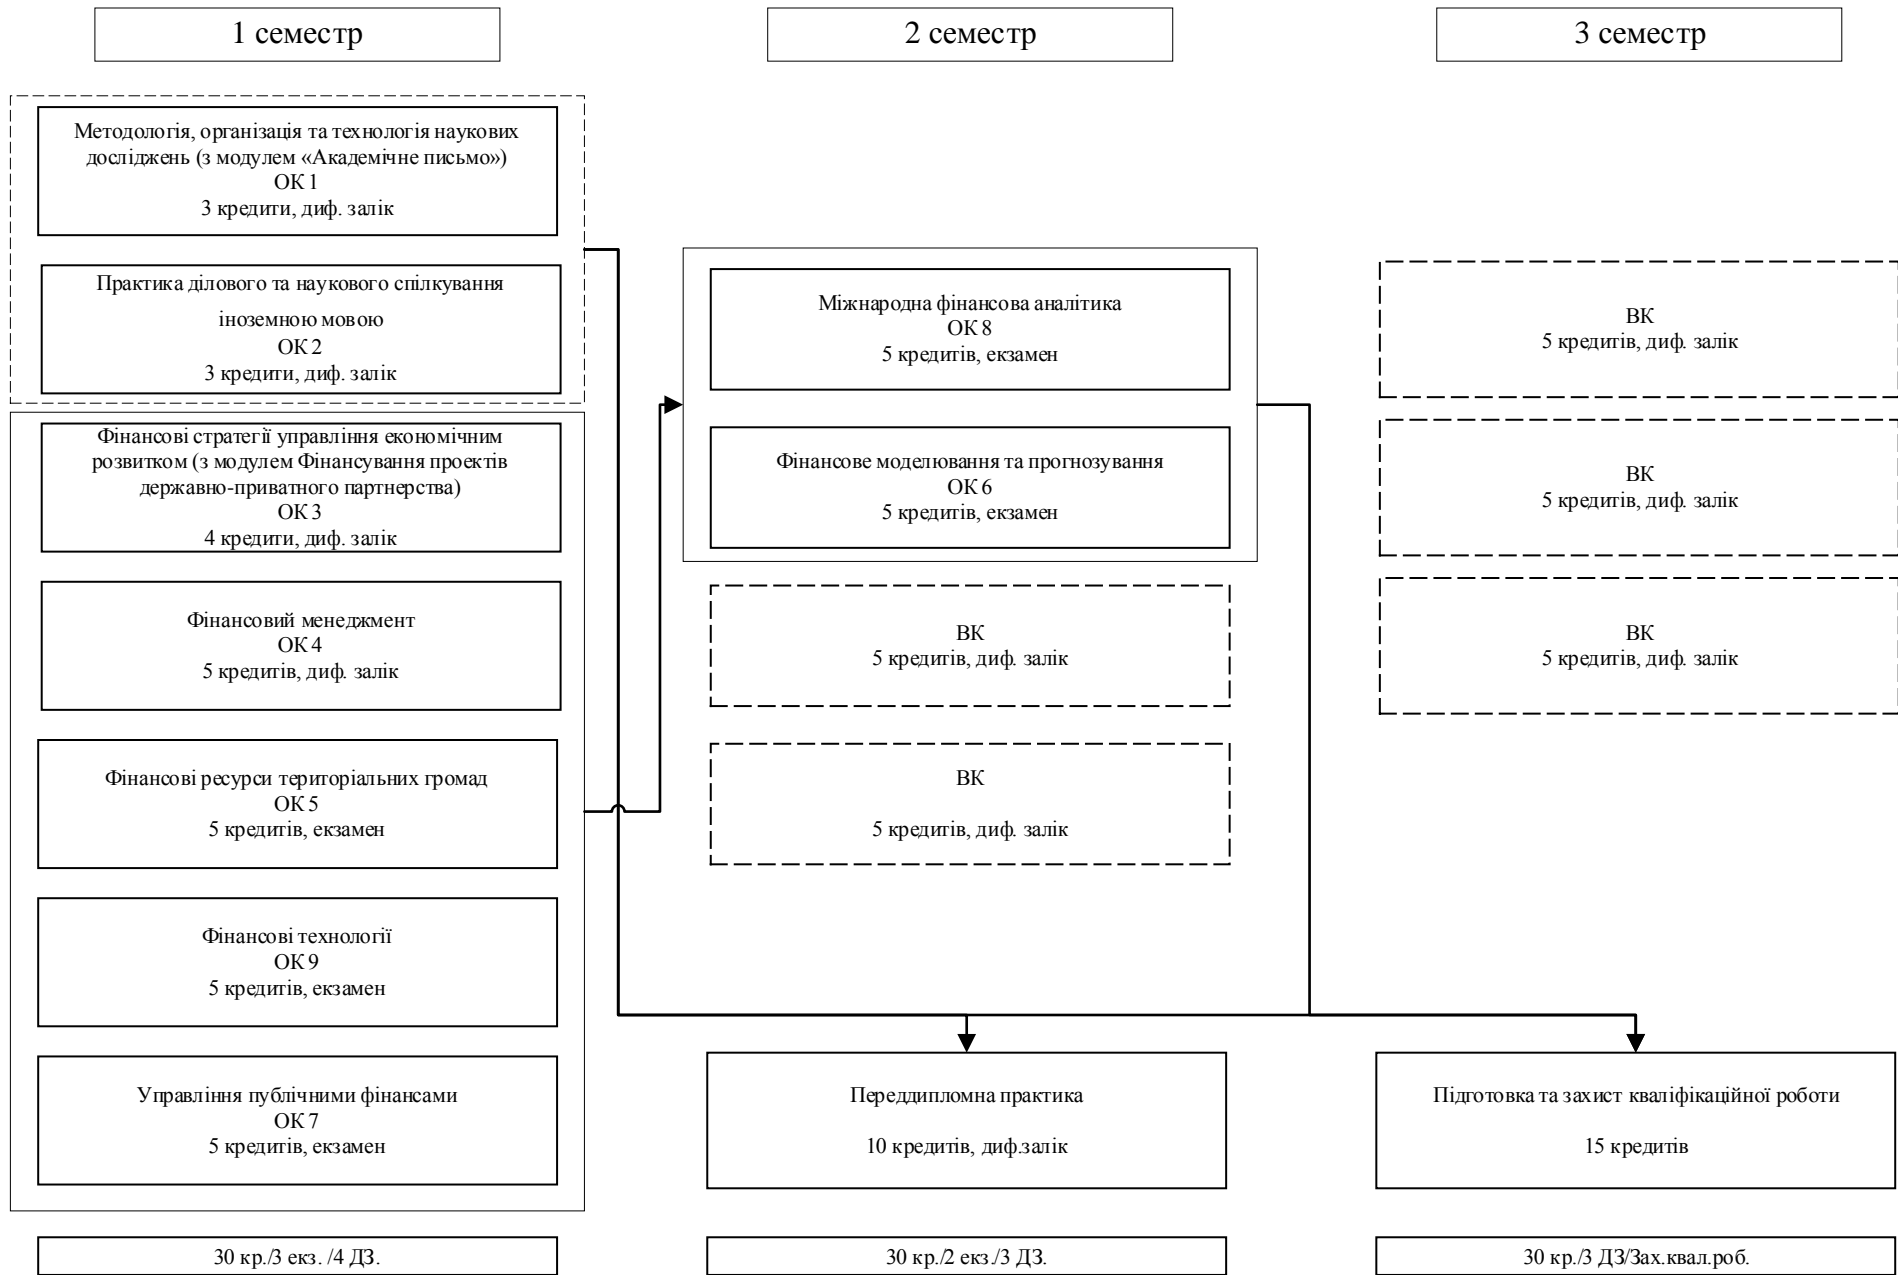 1 семестр
2 семестр
3 семестр
Методологія, організація та технологія наукових
досліджень (з модулем «Академічне письмо»)
ОК 1
3 кредити, диф. залік
Практика ділового та наукового спілкування
іноземною мовою
ОК 2
3 кредити, диф. залік
Фінансові стратегії управління економічним
розвитком (з модулем Фінансування проектів
державно-приватного партнерства)
ОК 3
4 кредити, диф. залік
Фінансовий менеджмент
ОК 4
5 кредитів, диф. залік
Фінансові ресурси територіальних громад
ОК 5
5 кредитів, екзамен
Фінансові технології
ОК 9
5 кредитів, екзамен
Управління публічними фінансами
ОК 7
5 кредитів, екзамен
30 кр./3 екз. /4 ДЗ.
Міжнародна фінансова аналітика
ОК 8
5 кредитів, екзамен
Фінансове моделювання та прогнозування
ОК 6
5 кредитів, екзамен
ВК
5 кредитів, диф. залік
ВК
5 кредитів, диф. залік
Переддипломна практика
10 кредитів, диф.залік
30 кр./2 екз./3 ДЗ.
ВК
5 кредитів, диф. залік
ВК
5 кредитів, диф. залік
ВК
5 кредитів, диф. залік
Підготовка та захист кваліфікаційної роботи
15 кредитів
30 кр./3 ДЗ/Зах.квал.роб.